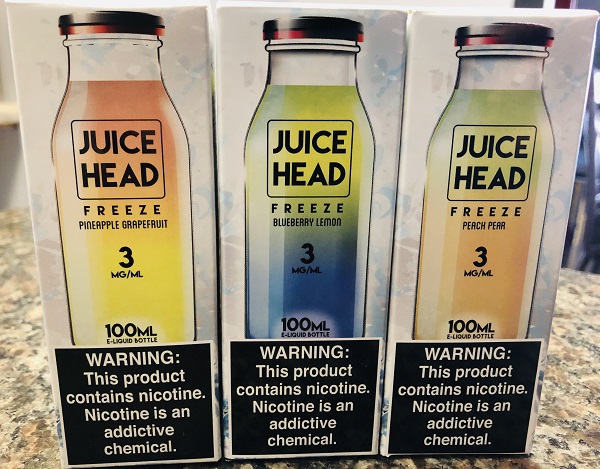 JUICE
HEAD
FREEZE
PINEAPPLE GRAPEFRUIT
3
MG/ML
100ML
E-LIQUID BOTTLE
WARNING:
This product
contains nicotine.
Nicotine is an
addictive
chemical.
JUICE
HEAD
FREEZE
BLUEBERRY LEMON
3
MG/ML
100ML
E-LIQUID BOTTLE
WARNING:
This product
contains nicotine.
Nicotine is an
addictive
chemical.
JUICE
HEAD
FREEZE
PEACH PEAR
3
MG/ML
100ML
E-LIQUID BOTTLE
WARNING:
This product
contains nicotine.
Nicotine is an
addictive
chemical.